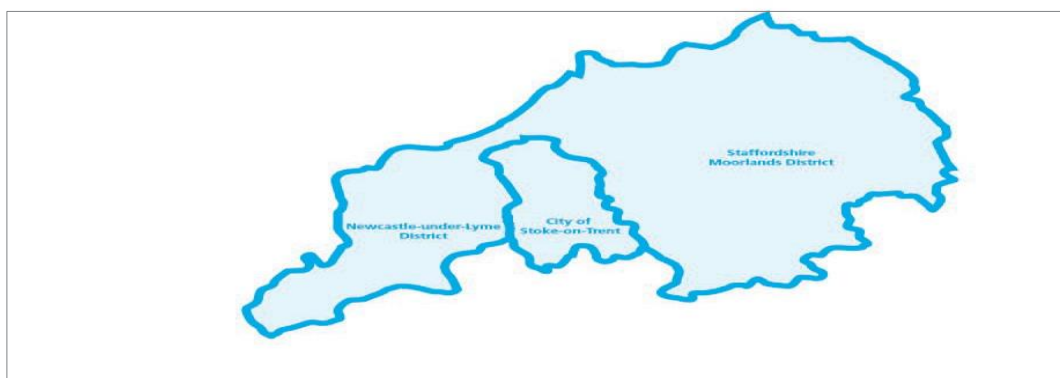 Staffordshire
Moorlands District
Newcastle-under-Lyme
District
City of
Stoke-on-Trent